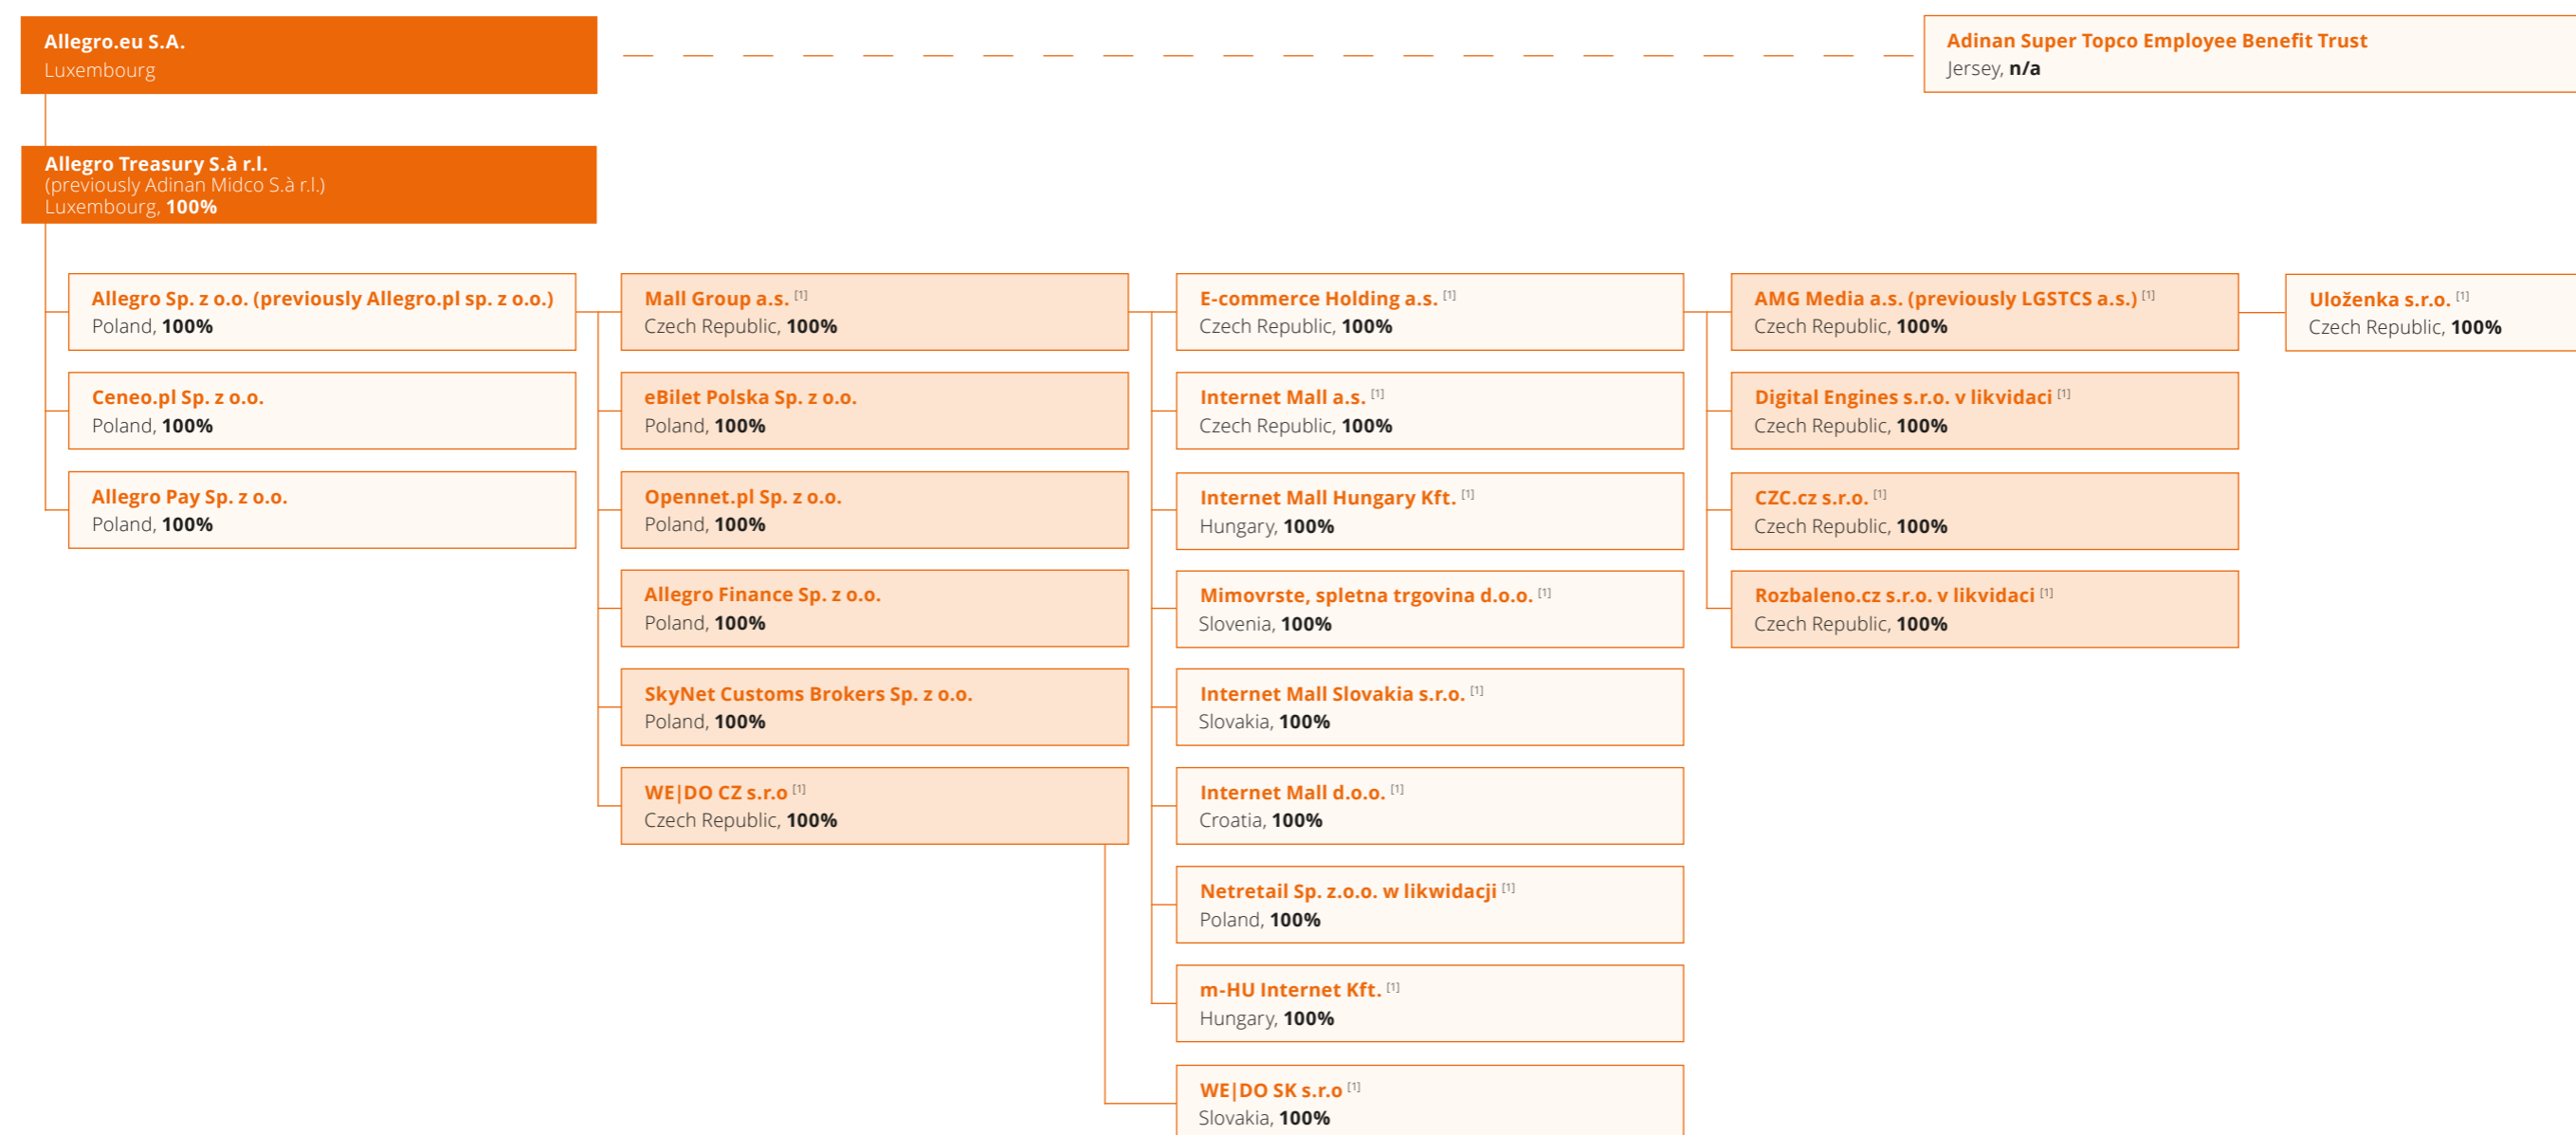 Allegro.eu S.A.
Luxembourg
Adinan Super Topco Employee Benefit Trust
Jersey, n/a
Allegro Treasury S.à r.l.
(previously Adinan Midco S.à r.l.)
Luxembourg, 100%
Allegro Sp. z o.o. (previously Allegro.pl sp. z o.o.)
Poland, 100%
Ceneo.pl Sp. z o.o.
Poland, 100%
Allegro Pay Sp. z o.o.
Poland, 100%
Mall Group a.s. [1]
Czech Republic, 100%
eBilet Polska Sp. z o.o.
Poland, 100%
Opennet.pl Sp. z o.o.
Poland, 100%
Allegro Finance Sp. z o.o.
Poland, 100%
SkyNet Customs Brokers Sp. z o.o.
Poland, 100%
WE|DO CZ s.r.o [1]
Czech Republic, 100%
E-commerce Holding a.s. [1]
Czech Republic, 100%
Internet Mall a.s. [1]
Czech Republic, 100%
Internet Mall Hungary Kft. [1]
Hungary, 100%
Mimovrste, spletna trgovina d.o.o. [1]
Slovenia, 100%
Internet Mall Slovakia s.r.o. [1]
Slovakia, 100%
Internet Mall d.o.o. [1]
Croatia, 100%
Netretail Sp. z.o.o. w likwidacji [1]
Poland, 100%
m-HU Internet Kft. [1]
Hungary, 100%
WE|DO SK s.r.o [1]
Slovakia, 100%
AMG Media a.s. (previously LGSTCS a.s.) [1]
Czech Republic, 100%
Digital Engines s.r.o. v likvidaci [1]
Czech Republic, 100%
CZC.cz s.r.o. [1]
Czech Republic, 100%
Rozbaleno.cz s.r.o. v likvidaci [1]
Czech Republic, 100%
Uloženka s.r.o. [1]
Czech Republic, 100%